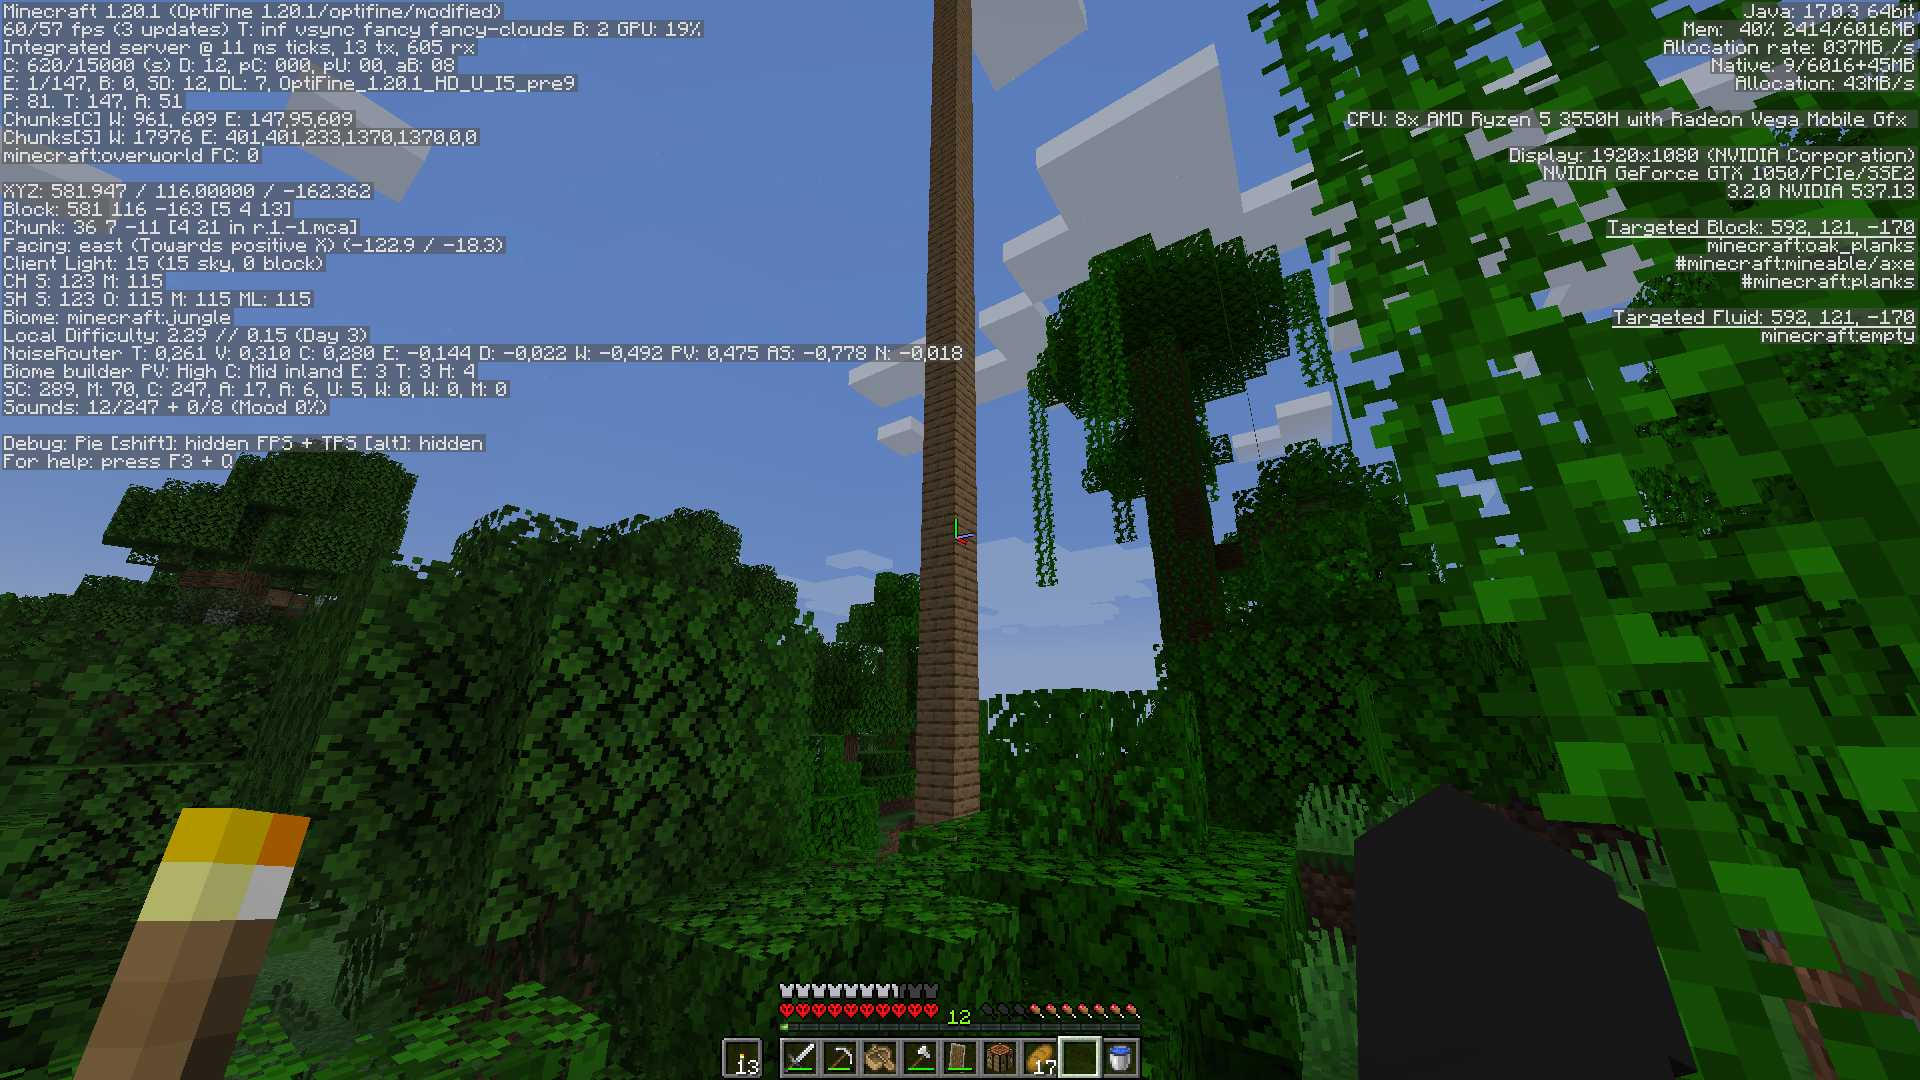 Minecraft 1.20.1 (OptiFine 1.20.1/optifine/modified)
60/57 fps (3 updates) T: inf vsync fancy fancy-clouds B: 2 GPU: 19%
Integrated server @ 11 ms ticks, 13 tx, 605 rx
C: 620/15000 (s) D: 12, pC: 000, pU: 00, aB: 08
E: 1/147, B: 0, SD: 12, DL: 7, OptiFine_1.20.1_HD_U_I5_pre9
P: 81. T: 147, A: 51
Chunks[C] W: 961, 609 E: 147,95,609
Chunks[S] W: 17976 E: 401,401,233,1370,1370,0,0
minecraft:overworld FC: 0
XYZ: 581.947 / 116.00000 / -162.362
Block: 581 116 -163 [5 4 13]
Chunk: 36 7 -11 [4 21 in r.1.-1.mca]
Facing: east (Towards positive X) (-122.9 / -18.3)
Client Light: 15 (15 sky, 0 block)
CH S: 123 M: 115
SH S: 123 O: 115 M: 115 ML: 115
Biome: minecraft:jungle
Local Difficulty: 2.29 // 0.15 (Day 3)
NoiseRouter T: 0,261 V: 0,310 C: 0,280 E: -0,144 D: -0,022 W: -0,492 PV: 0,475 AS: -0,778 N: -0,018
Biome builder PV: High C: Mid inland E: 3 T: 3 H: 4
SC: 289, M: 70, C: 247, A: 17, A: 6, U: 5, W: 0, W: 0, M: 0
Sounds: 12/247 + 0/8 (Mood 0%)
Debug: Pie [shift]: hidden FPS + TPS [alt]: hidden
For help: press F3 + Q
Java: 17.0.3 64bit
Mem: 40% 2414/6016MB
Allocation rate: 037MB /s
Native: 9/6016+45MB
Allocation: 43MB/s
CPU: 8x AMD Ryzen 5 3550H with Radeon Vega Mobile Gfx
Display: 1920x1080 (NVIDIA Corporation)
NVIDIA GeForce GTX 1050/PCIe/SSE2
3.2.0 NVIDIA 537.13
Targeted Block: 592, 121, -170
minecraft:oak_planks
#minecraft:mineable/axe
#minecraft:planks
Targeted Fluid: 592, 121, -170
minecraft:empty
12
13
17